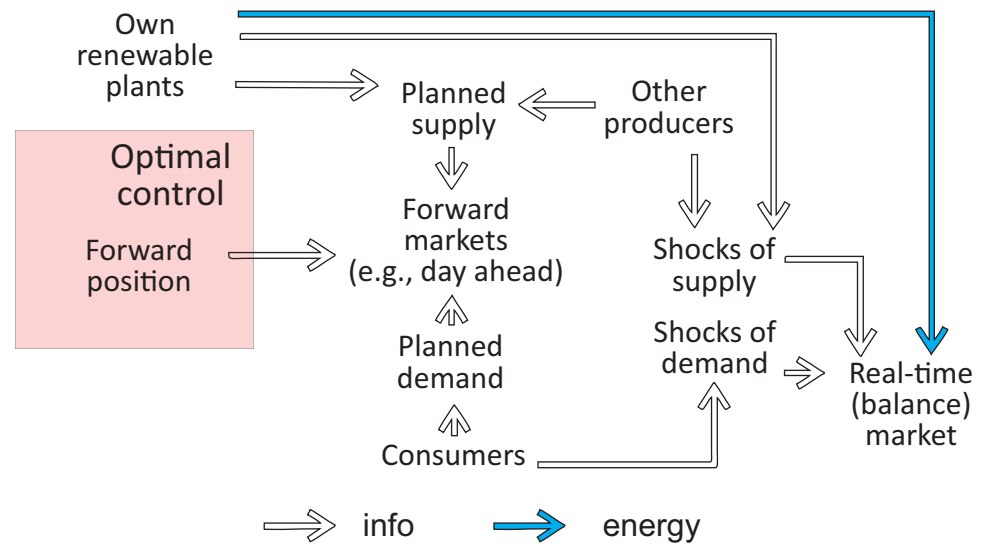 Own
renewable
plants
Planned
supply
Other
producers
Optimal
control
Forward
position
Forward
markets
(e.g., day ahead)
Shocks of
supply
Planned
demand
Shocks of
demand
Real-time
(balance)
market
Consumers
info
energy